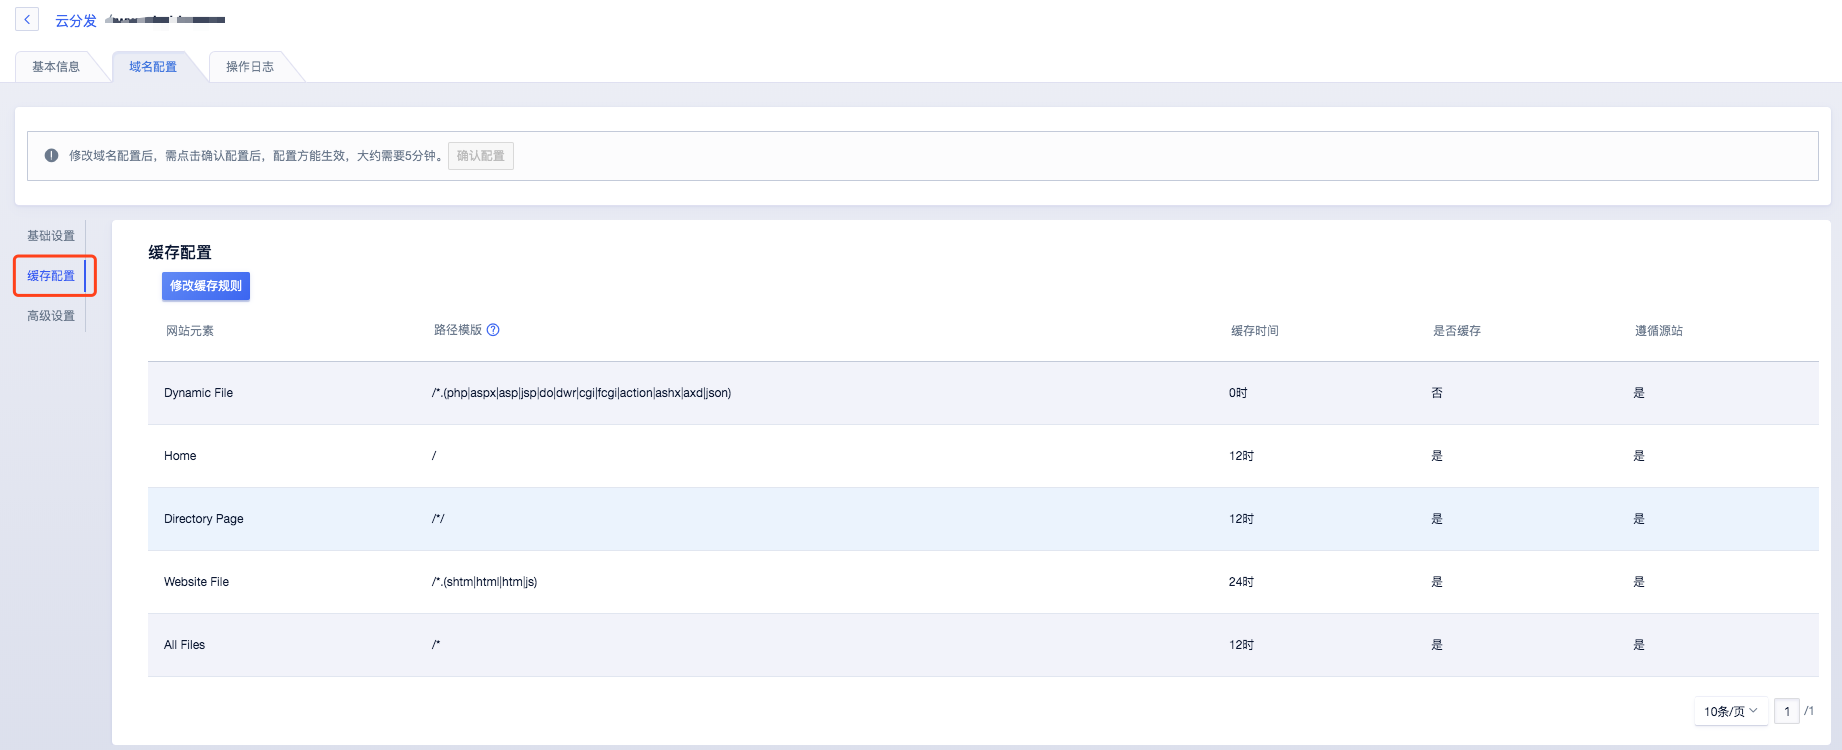 云分发
基本信息 域名配置 操作日志
修改域名配置后，需点击确认配置后，配置方能生效，大约需要5分钟。 确认配置
基础设置
缓存配置
高级设置
缓存配置
修改缓存规则
网站元素 路径模版 ? 缓存时间 是否缓存 遵循源站
Dynamic File /*.(php|aspx|asp|jsp|do|dwr|cgi|fcgi|action|ashx|axd|json) 0时 否 是
Home / 12时 是 是
Directory Page /*/ 12时 是 是
Website File /*.(shtm|html|htm|js) 24时 是 是
All Files /* 12时 是 是
10条/页 1 /1